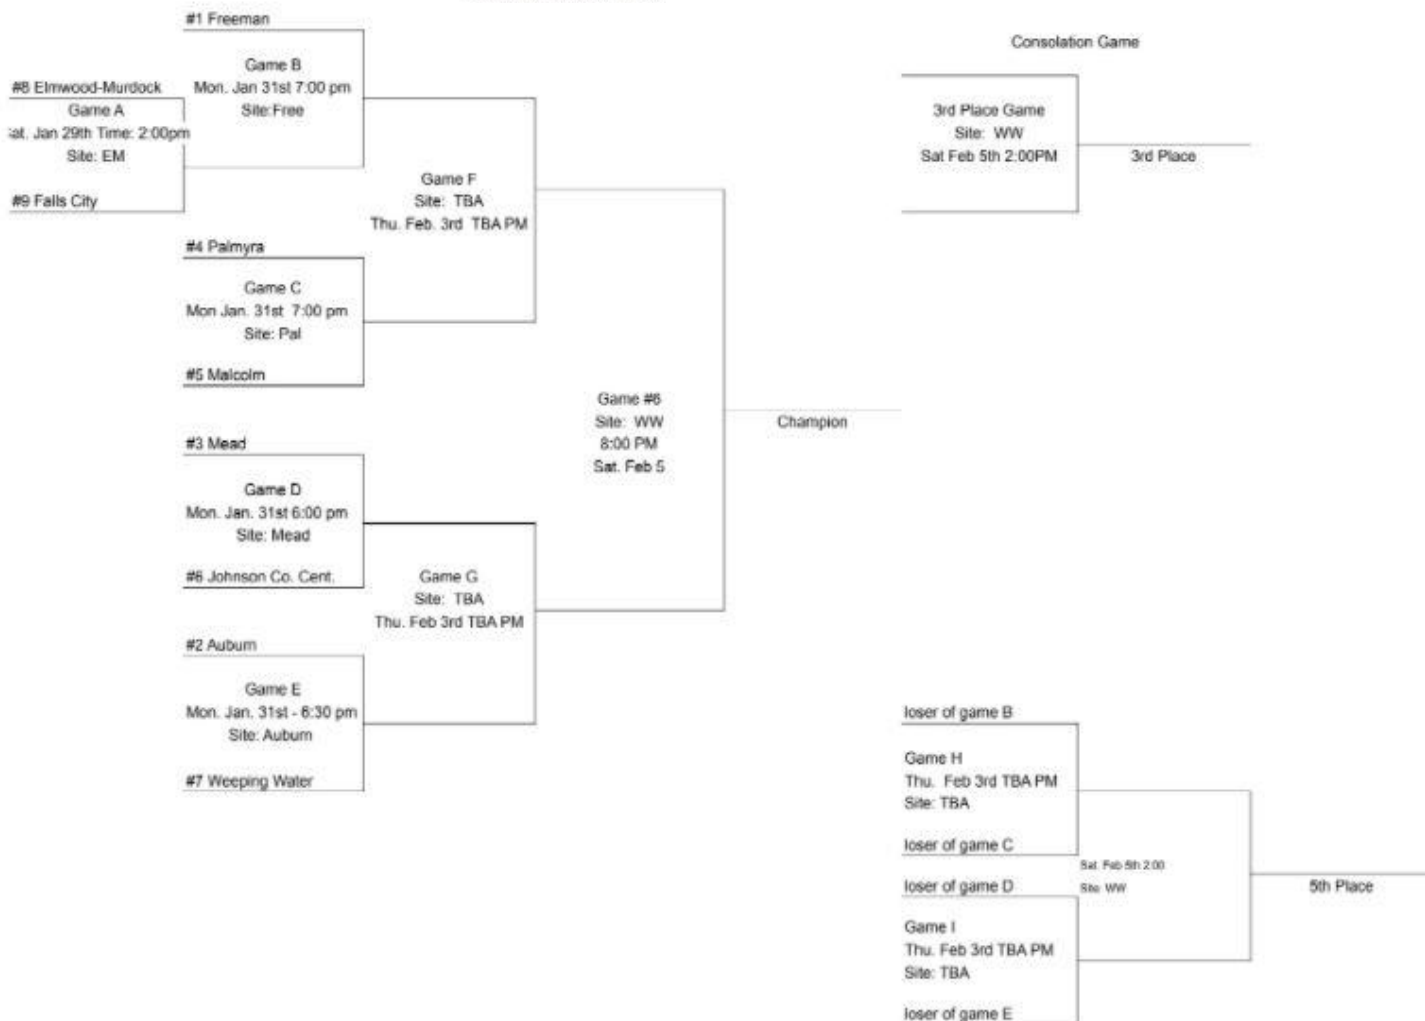 #1 Freeman
Game B
Mon. Jan 31st 7:00 pm
Site:Free
#8 Elmwood-Murdock
Game A
Sat. Jan 29th Time: 2:00pm
Site: EM
#9 Falls City
Game F
Site: TBA
Thu. Feb. 3rd TBA PM
#4 Palmyra
Game C
Mon Jan. 31st 7:00 pm
Site: Pal
#5 Malcolm
Game #6
Site: WW
8:00 PM
Sat. Feb 5
Champion
#3 Mead
Game D
Mon. Jan. 31st 6:00 pm
Site: Mead
#6 Johnson Co. Cent.
Game G
Site: TBA
Thu. Feb 3rd TBA PM
#2 Auburn
Game E
Mon. Jan. 31st - 6:30 pm
Site: Auburn
#7 Weeping Water
Consolation Game
3rd Place Game
Site: WW
Sat Feb 5th 2:00PM
3rd Place
loser of game B
Game H
Thu. Feb 3rd TBA PM
Site: TBA
loser of game C
Sat. Feb 5th 2:00
Site: WW
5th Place
loser of game D
Game I
Thu. Feb 3rd TBA PM
Site: TBA
loser of game E